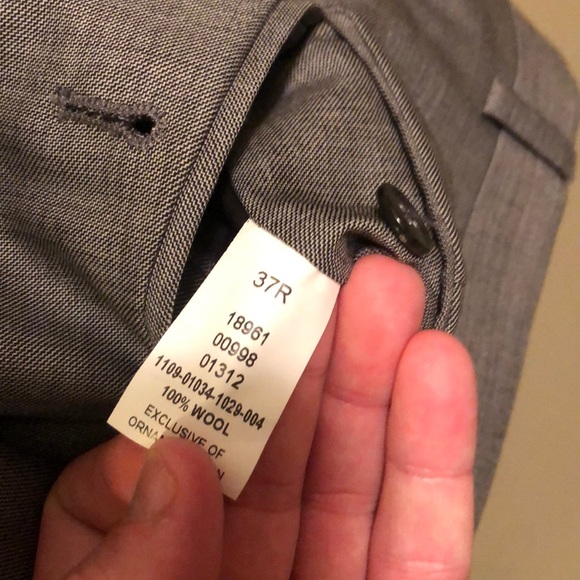 37R
18961
00998
01312
1109-01034-1029-004
100% WOOL
EXCLUSIVE OF